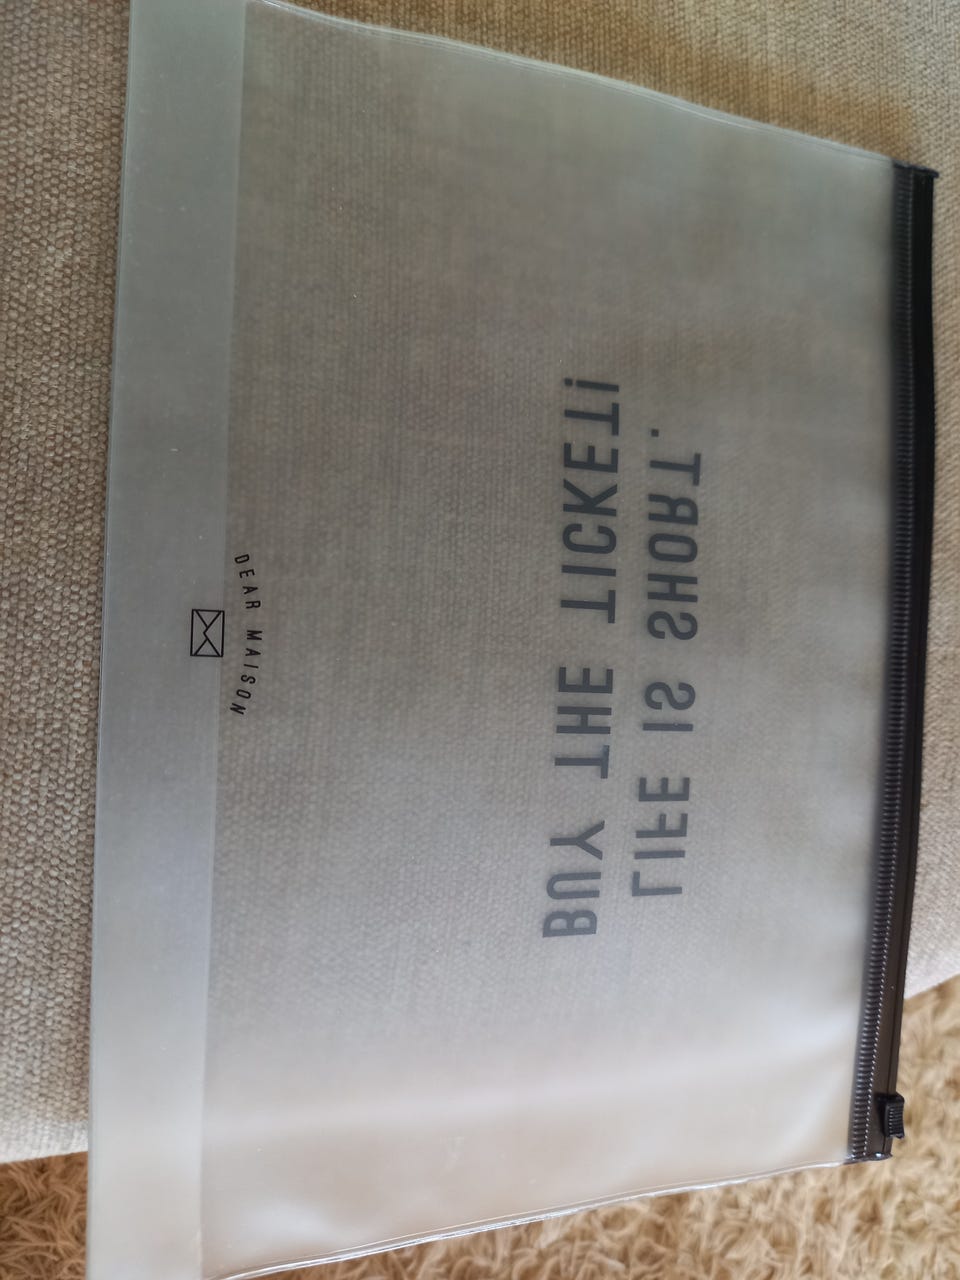 LIFE IS SHORT.
BUY THE TICKET!
DEAR MAISON